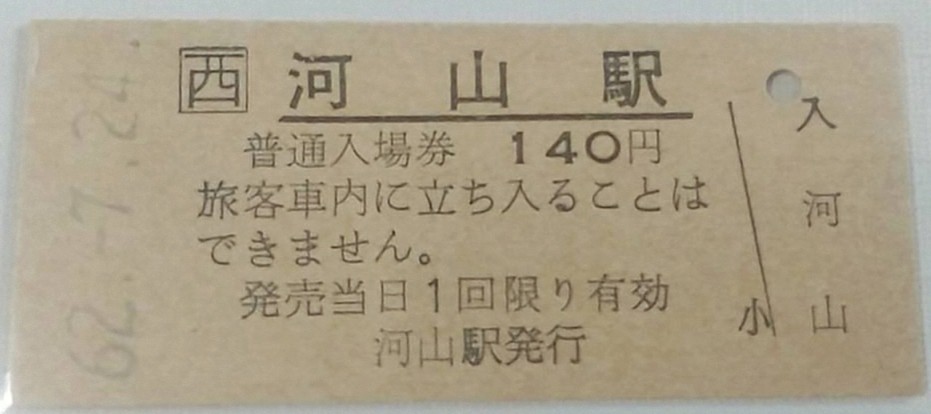 西 河山駅
普通入場券 140円
旅客車内に立ち入ることは
できません。
発売当日1回限り有効
河山駅発行
入
河
山
小
62.-7.24.